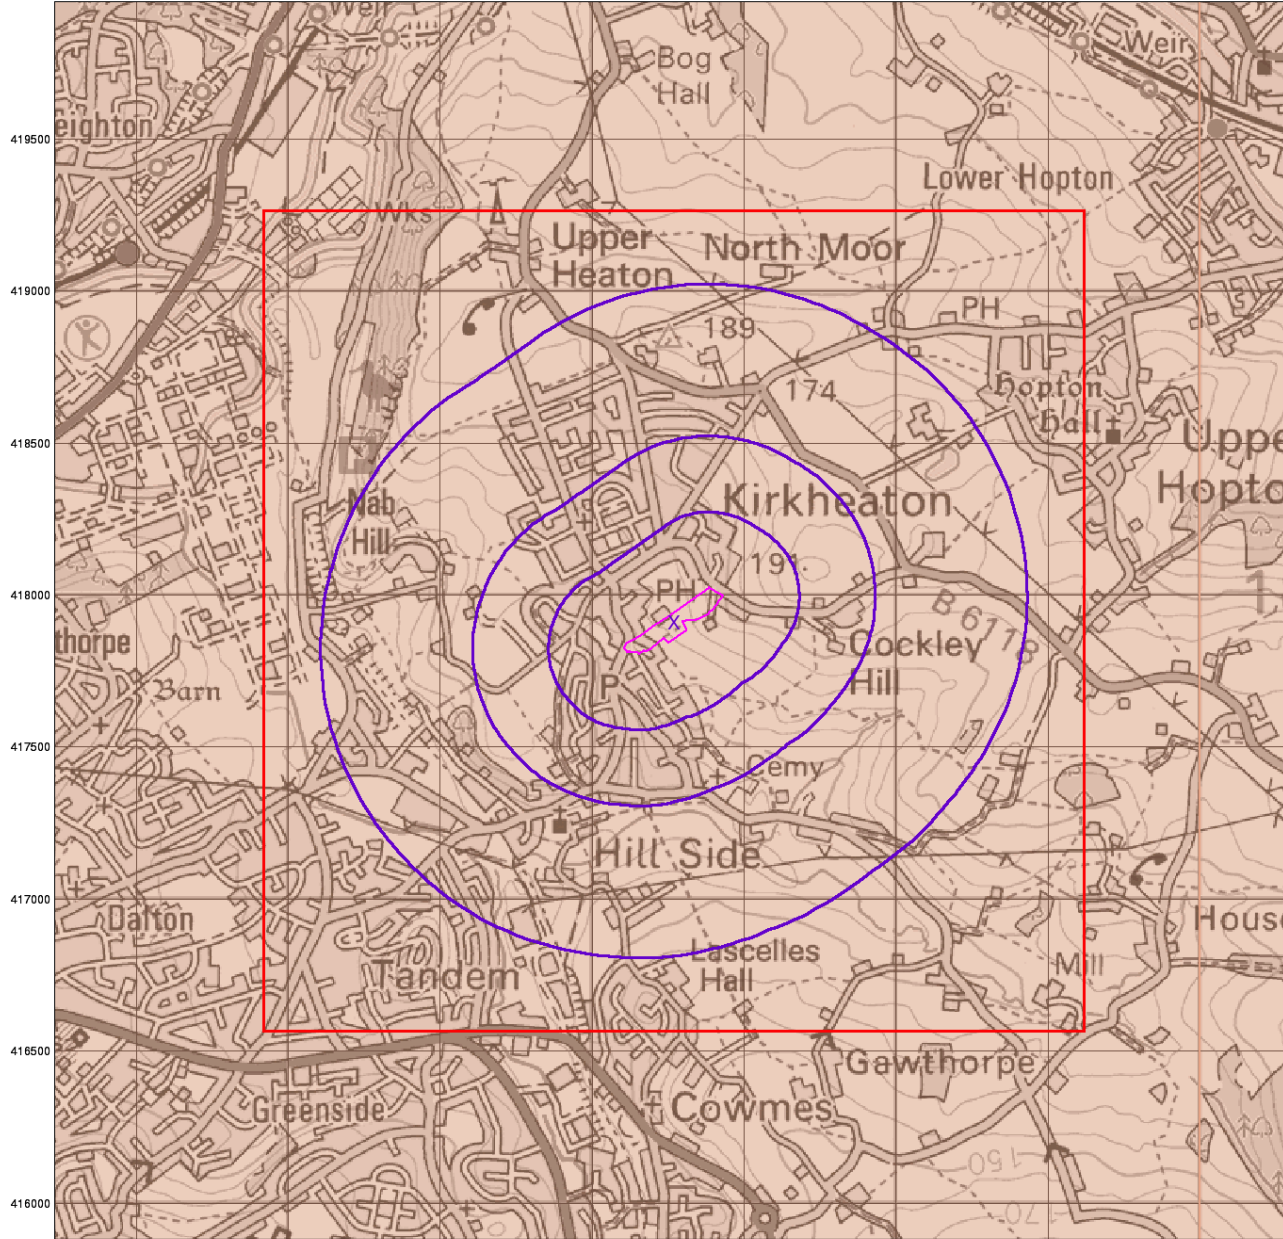 Weir
Bog
Hall
Weir
419500
eighton
Lower Hopton
Wks
Upper
Heaton
North Moor
419000
PH
189
174
Hopton
Hall
418500
Uppe
Hopto
Nab
Hill
Kirkheaton
191
PH
418000
B 6118
thorpe
Cockley
Hill
Barn
P
417500
Cemy
Hill Side
417000
Dalton
House
Lascelles
Hall
Tandem
Mill
416500
Gawthorpe
Greenside
Cowmes
150
70
416000